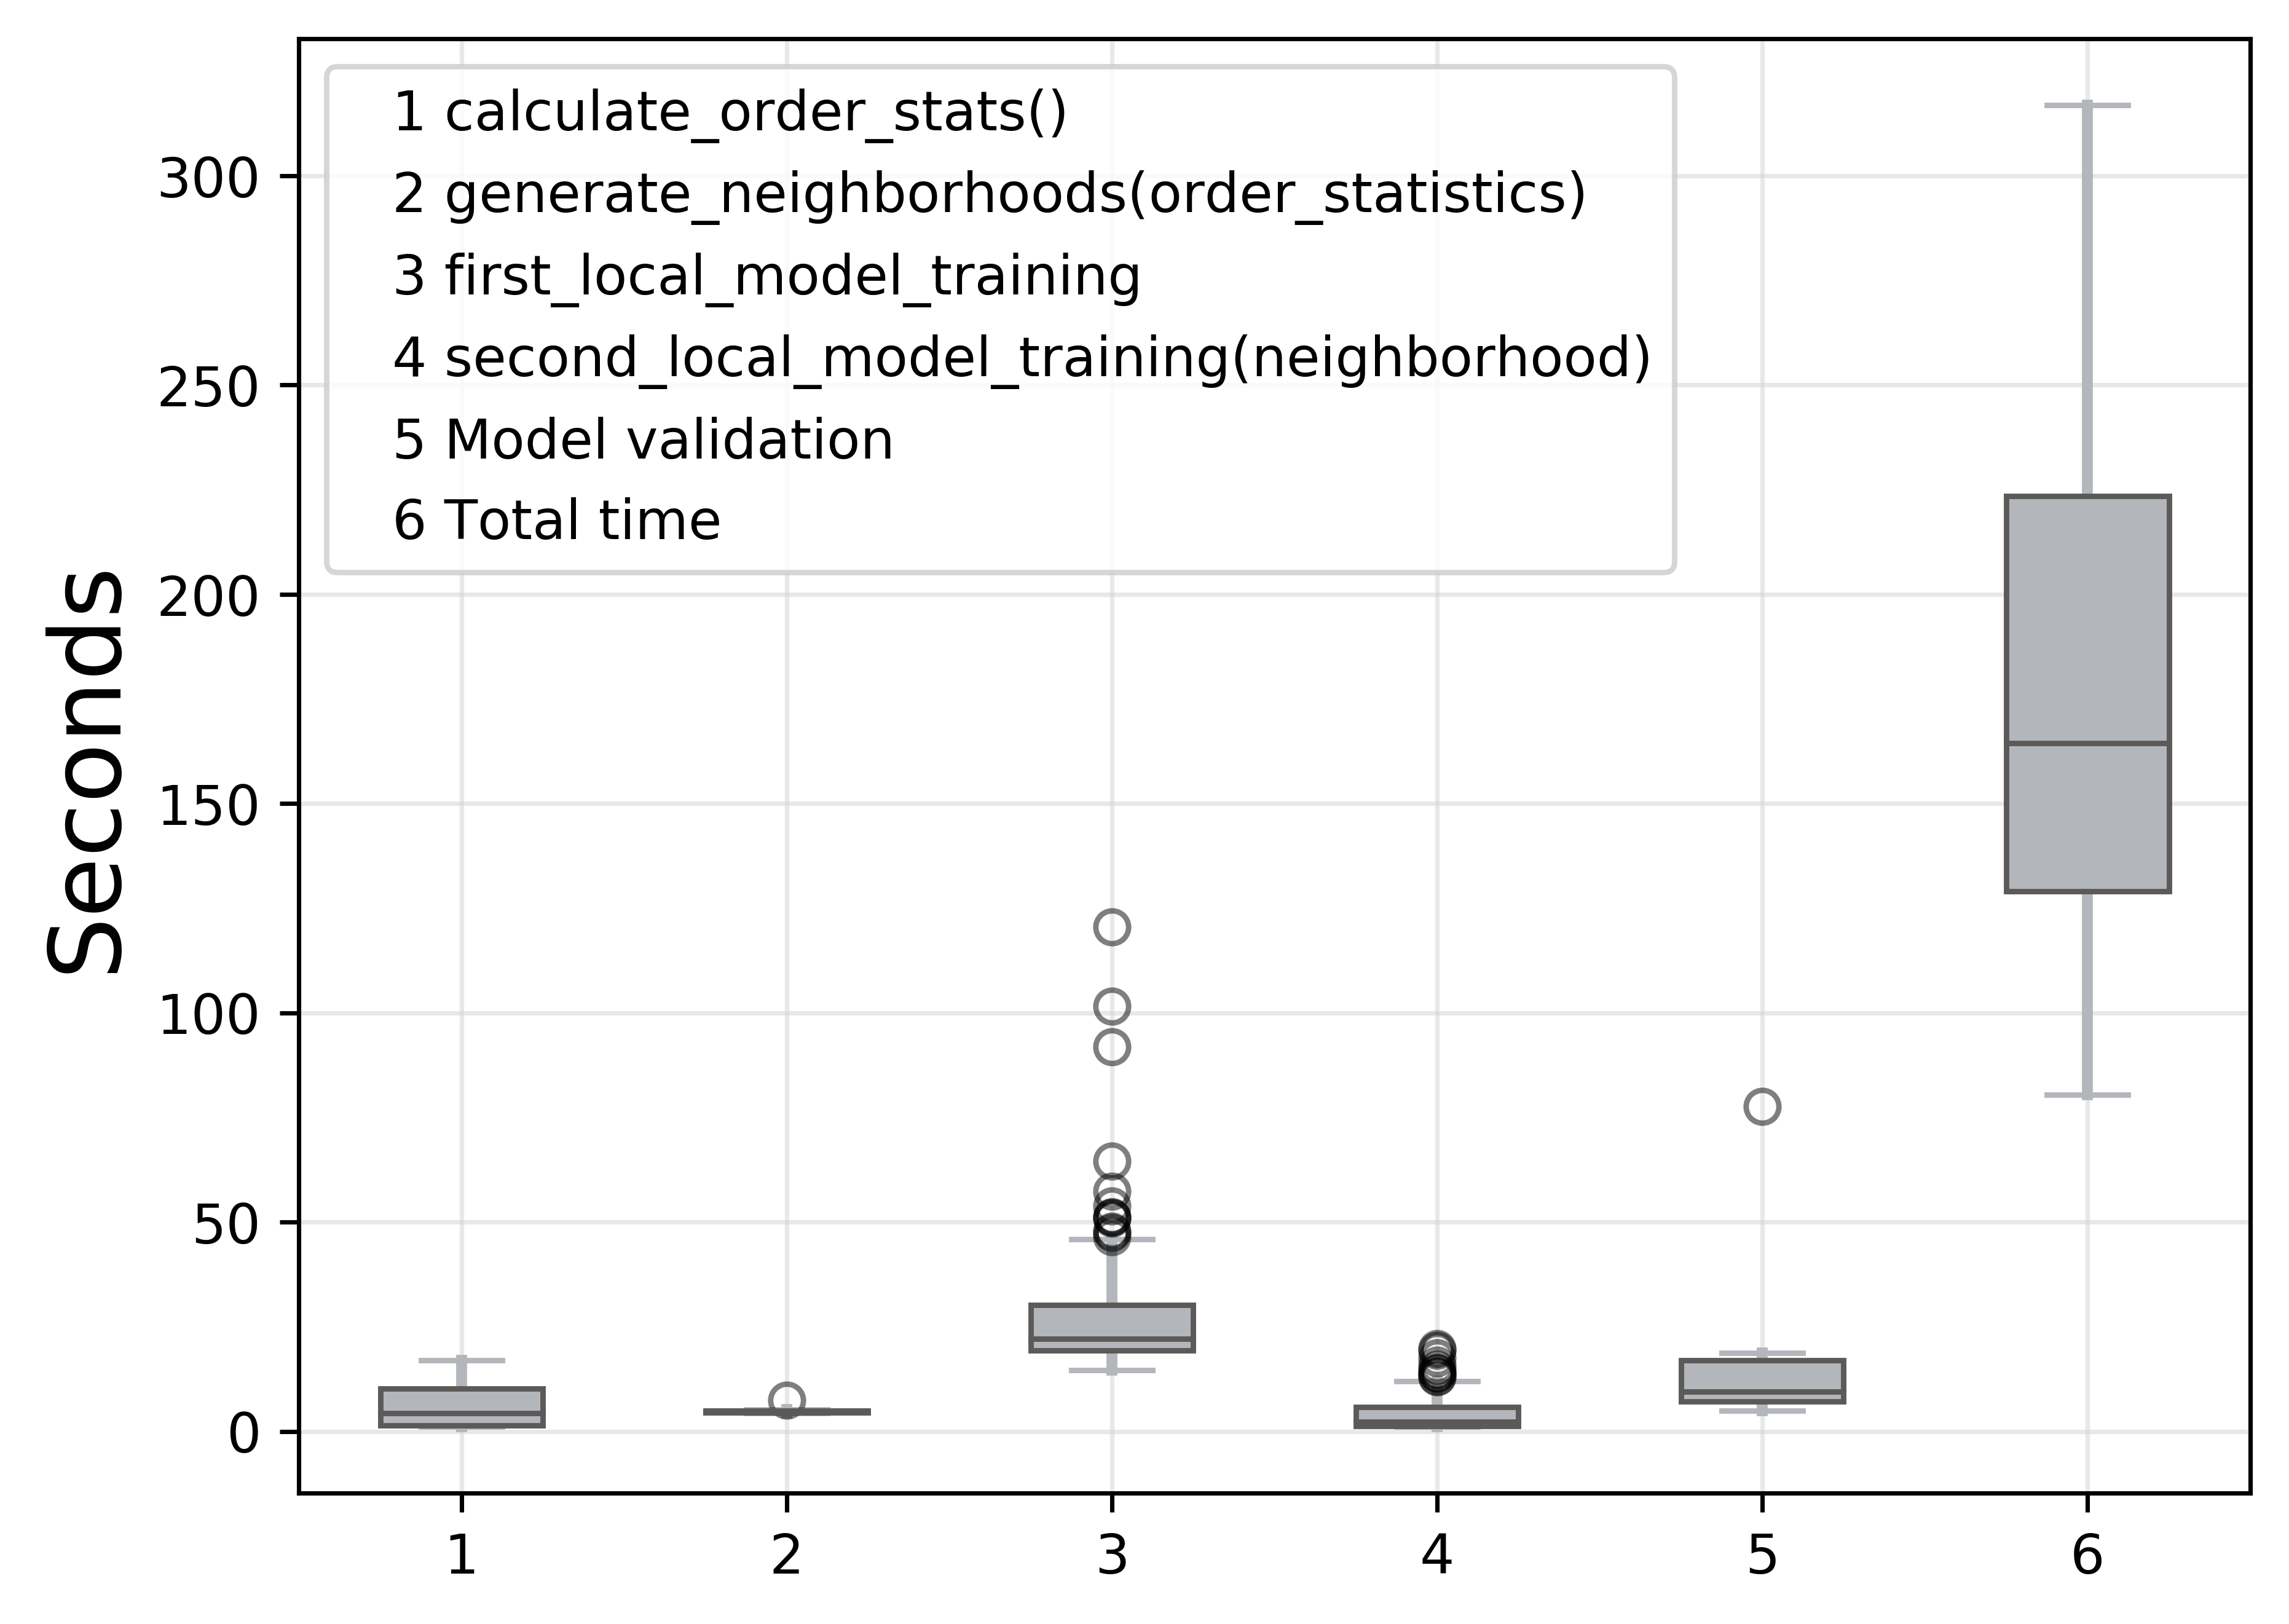 1 calculate_order_stats()
2 generate_neighborhoods(order_statistics)
3 first_local_model_training
4 second_local_model_training(neighborhood)
5 Model validation
6 Total time
Seconds
300
250
200
150
100
50
0
1 2 3 4 5 6